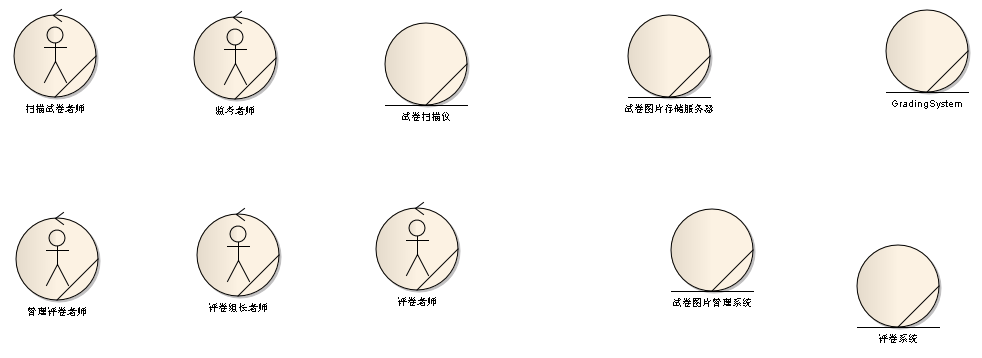 扫描试卷老师
监考老师
试卷扫描仪
试卷图片存储服务器
GradingSystem
管理评卷老师
评卷组长老师
评卷老师
试卷图片管理系统
评卷系统